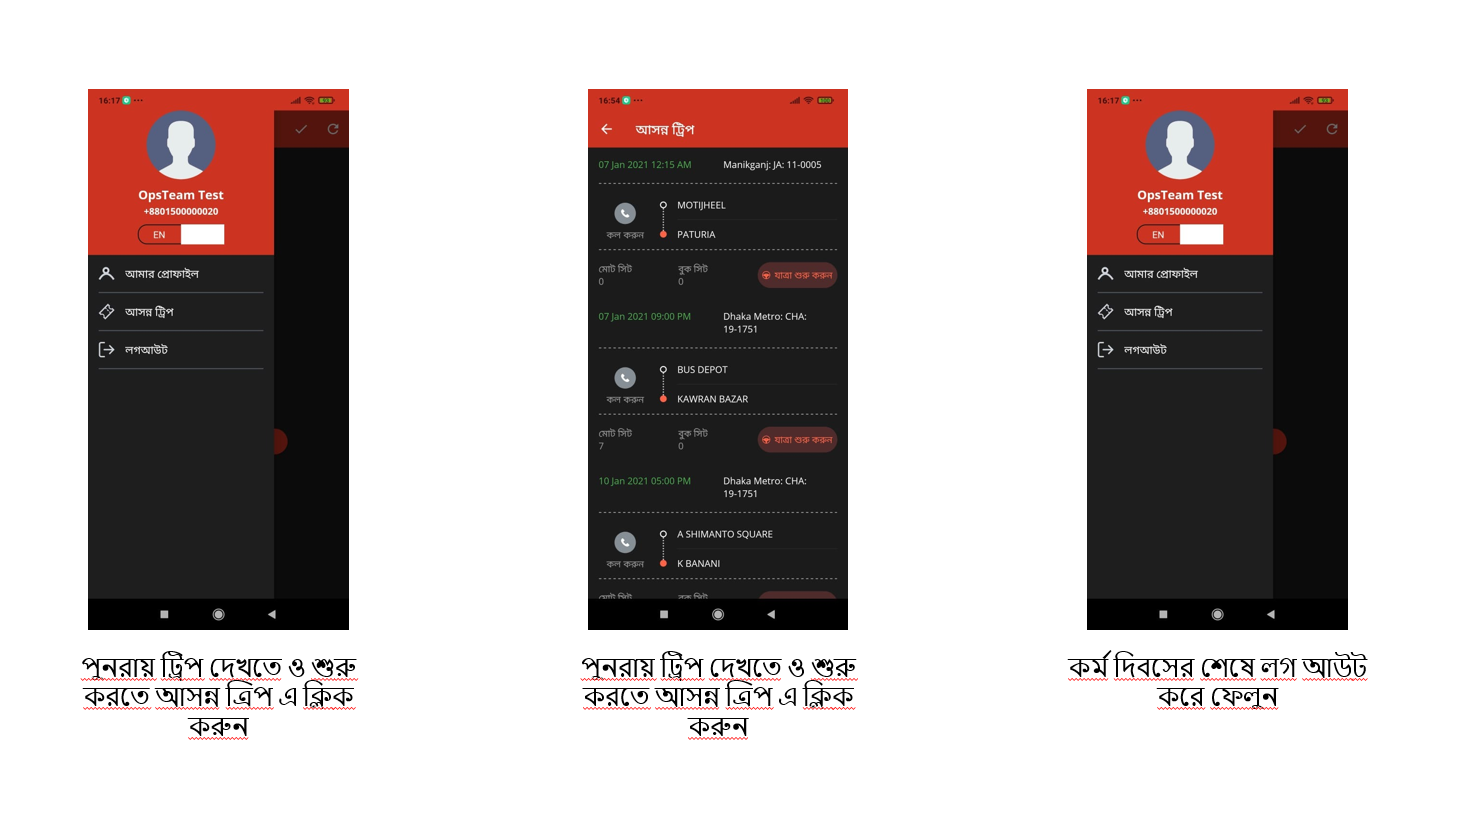 16:17
OpsTeam Test
+8801500000020
EN
আমার প্রোফাইল
আসন্ন ট্রিপ
লগআউট
পুনরায় ট্রিপ দেখতে ও শুরু
করতে আসন্ন ত্রিপ এ ক্লিক
করুন
16:54
আসন্ন ট্রিপ
07 Jan 2021 12:15 AM Manikganj: JA: 11-0005
MOTIJHEEL
কল করুন PATURIA
মোট সিট বুক সিট
0 0 যাত্রা শুরু করুন
07 Jan 2021 09:00 PM Dhaka Metro: CHA:
19-1751
BUS DEPOT
কল করুন KAWRAN BAZAR
মোট সিট বুক সিট
7 0 যাত্রা শুরু করুন
10 Jan 2021 05:00 PM Dhaka Metro: CHA:
19-1751
A SHIMANTO SQUARE
কল করুন K BANANI
মোট সিট বুক সিট
পুনরায় ট্রিপ দেখতে ও শুরু
করতে আসন্ন ত্রিপ এ ক্লিক
করুন
16:17
OpsTeam Test
+8801500000020
EN
আমার প্রোফাইল
আসন্ন ট্রিপ
লগআউট
কর্ম দিবসের শেষে লগ আউট
করে ফেলুন